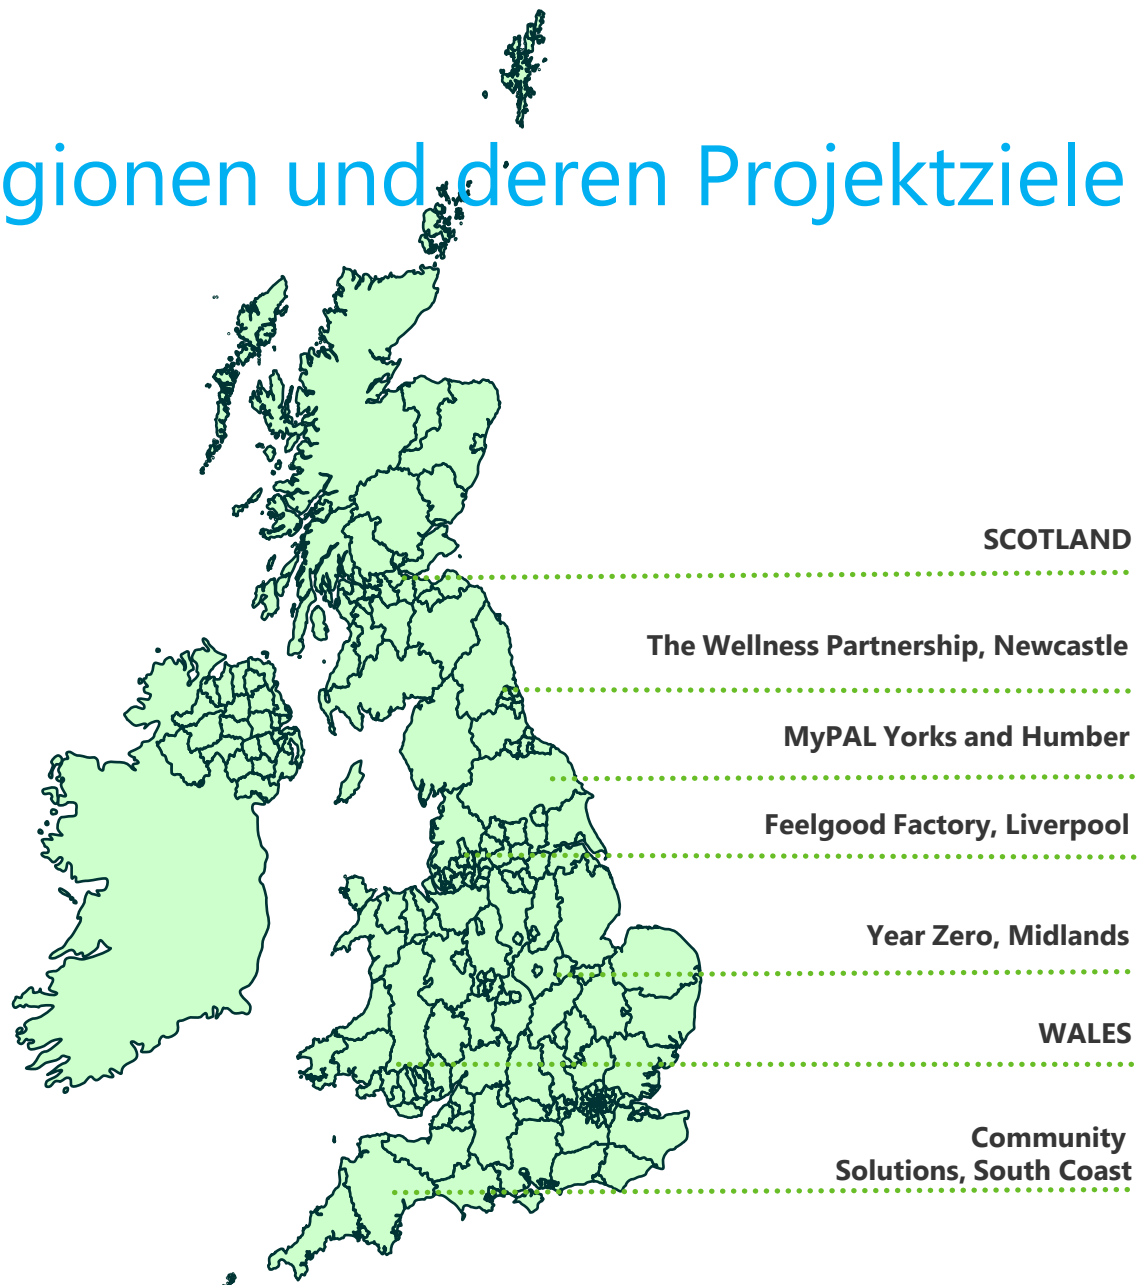 gionen und deren Projektziele
SCOTLAND
The Wellness Partnership, Newcastle
MyPAL Yorks and Humber
Feelgood Factory, Liverpool
Year Zero, Midlands
WALES
Community
Solutions, South Coast